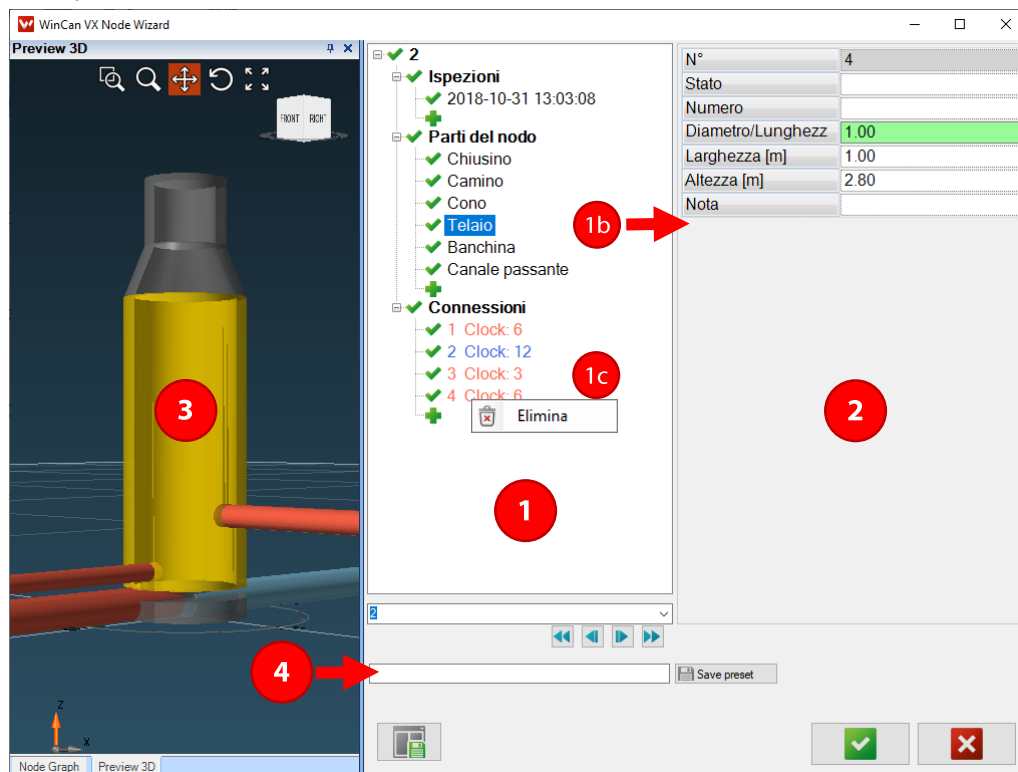 WinCan VX Node Wizard
Preview 3D
FRONT RIGHT
3
Z
X
Node Graph Preview 3D
2
Ispezioni
2018-10-31 13:03:08
Parti del nodo
Chiusino
Camino
Cono
Telaio
Banchina
Canale passante
Connessioni
1 Clock: 6
2 Clock: 12
3 Clock: 3
4 Clock: 6
Elimina
1b
1c
1
N° 4
Stato
Numero
Diametro/Lunghezz 1.00
Larghezza [m] 1.00
Altezza [m] 2.80
Nota
2
2
4
Save preset